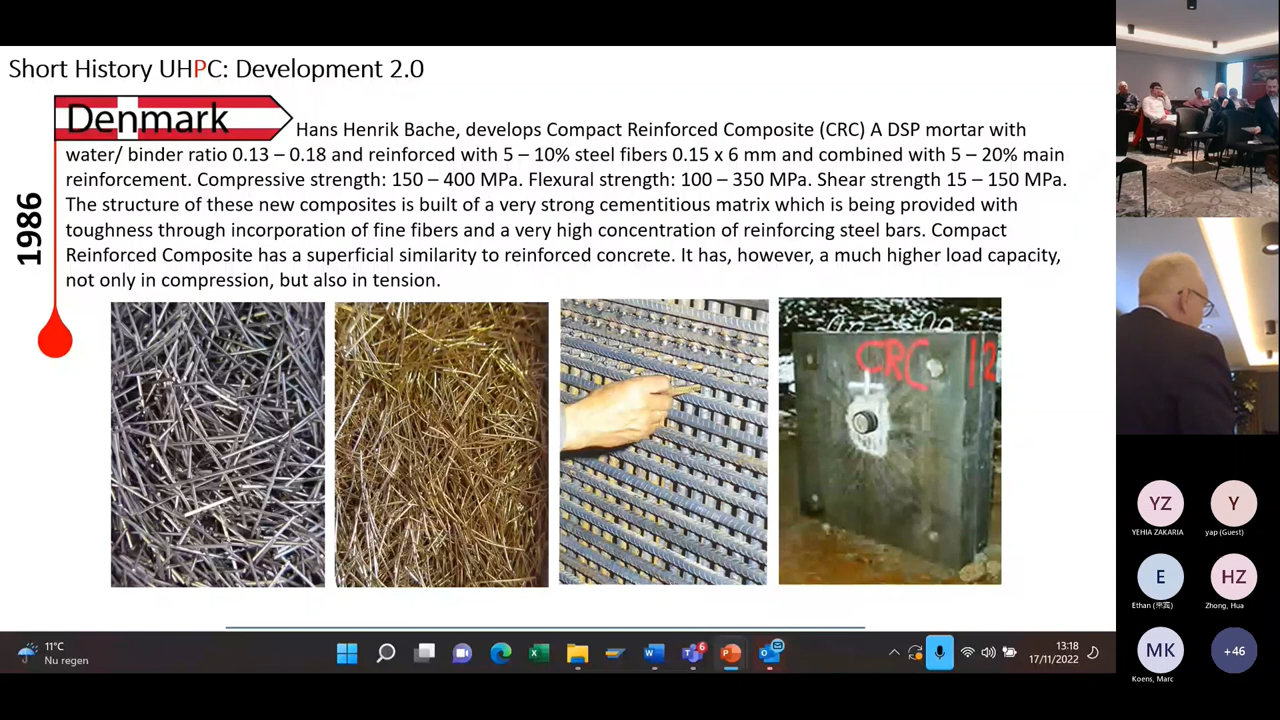 Short History UHPC: Development 2.0
Denmark
1986
Hans Henrik Bache, develops Compact Reinforced Composite (CRC) A DSP mortar with
water/ binder ratio 0.13 – 0.18 and reinforced with 5 – 10% steel fibers 0.15 x 6 mm and combined with 5 – 20% main
reinforcement. Compressive strength: 150 – 400 MPa. Flexural strength: 100 – 350 MPa. Shear strength 15 – 150 MPa.
The structure of these new composites is built of a very strong cementitious matrix which is being provided with
toughness through incorporation of fine fibers and a very high concentration of reinforcing steel bars. Compact
Reinforced Composite has a superficial similarity to reinforced concrete. It has, however, a much higher load capacity,
not only in compression, but also in tension.
CRC 12
YZ
YEHIA ZAKARIA
Y
yap (Guest)
E
Ethan
HZ
Zhong, Hua
MK
Koens, Marc
+46
11°C
Nu regen
6
13:18
17/11/2022